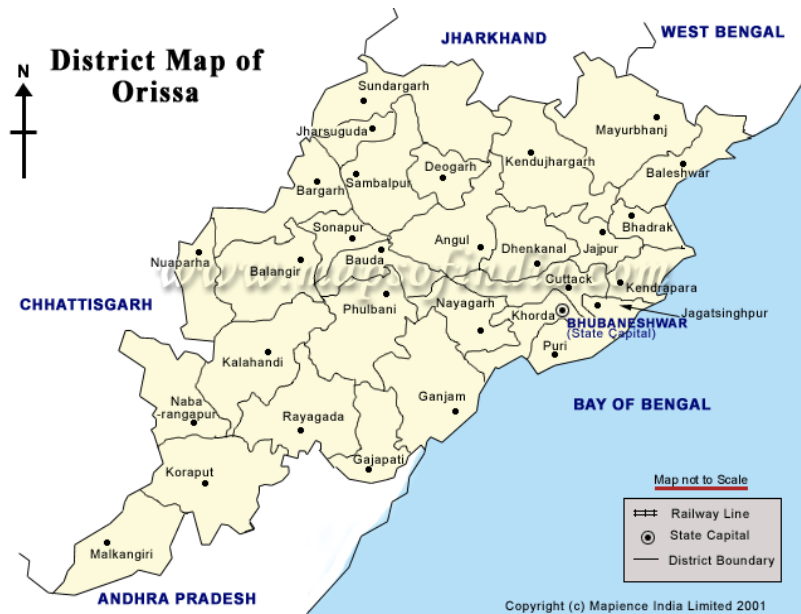 JHARKHAND
WEST BENGAL
District Map of
Orissa
N
Sundargarh
Jharsuguda
Mayurbhanj
Kendujhargarh
Deogarh
Baleshwar
Sambalpur
Bargarh
Bhadrak
Sonapur
Angul
Dhenkanal
Jajpur
Nuaparha
Bauda
Balangir
www.mapsofindia.com
Cuttack
Kendrapara
CHHATTISGARH
Phulbani
Nayagarh
Khorda
Jagatsinghpur
BHUBANESHWAR
(State Capital)
Puri
Kalahandi
Naba
-rangapur
Ganjam
BAY OF BENGAL
Rayagada
Gajapati
Koraput
Map not to Scale
Railway Line
State Capital
District Boundary
Malkangiri
ANDHRA PRADESH
Copyright (c) Mapience India Limited 2001